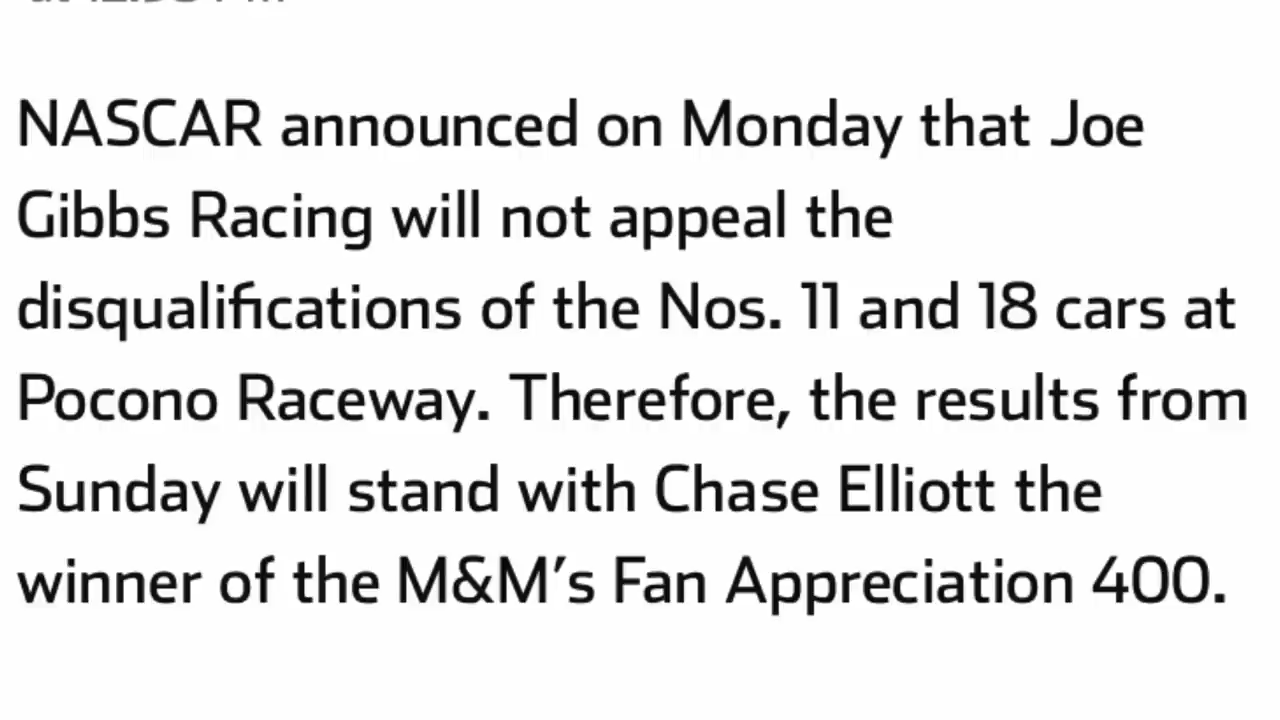 NASCAR announced on Monday that Joe
Gibbs Racing will not appeal the
disqualifications of the Nos. 11 and 18 cars at
Pocono Raceway. Therefore, the results from
Sunday will stand with Chase Elliott the
winner of the M&M’s Fan Appreciation 400.